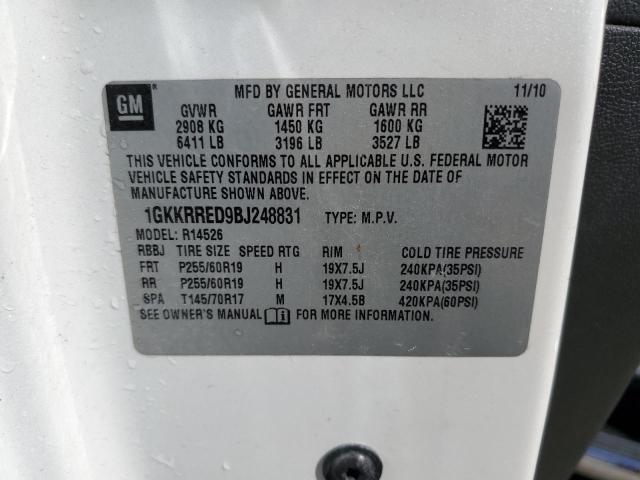 GM
MFD BY GENERAL MOTORS LLC 11/10
GVWR GAWR FRT GAWR RR
2908 KG 1450 KG 1600 KG
6411 LB 3196 LB 3527 LB
THIS VEHICLE CONFORMS TO ALL APPLICABLE U.S. FEDERAL MOTOR
VEHICLE SAFETY STANDARDS IN EFFECT ON THE DATE OF
MANUFACTURE SHOWN ABOVE.
1GKKRRED9BJ248831 TYPE: M.P.V.
MODEL: R14526
RBBJ TIRE SIZE SPEED RTG RIM COLD TIRE PRESSURE
FRT P255/60R19 H 19X7.5J 240KPA(35PSI)
RR P255/60R19 H 19X7.5J 240KPA(35PSI)
SPA T145/70R17 M 17X4.5B 420KPA(60PSI)
SEE OWNER'S MANUAL i FOR MORE INFORMATION.